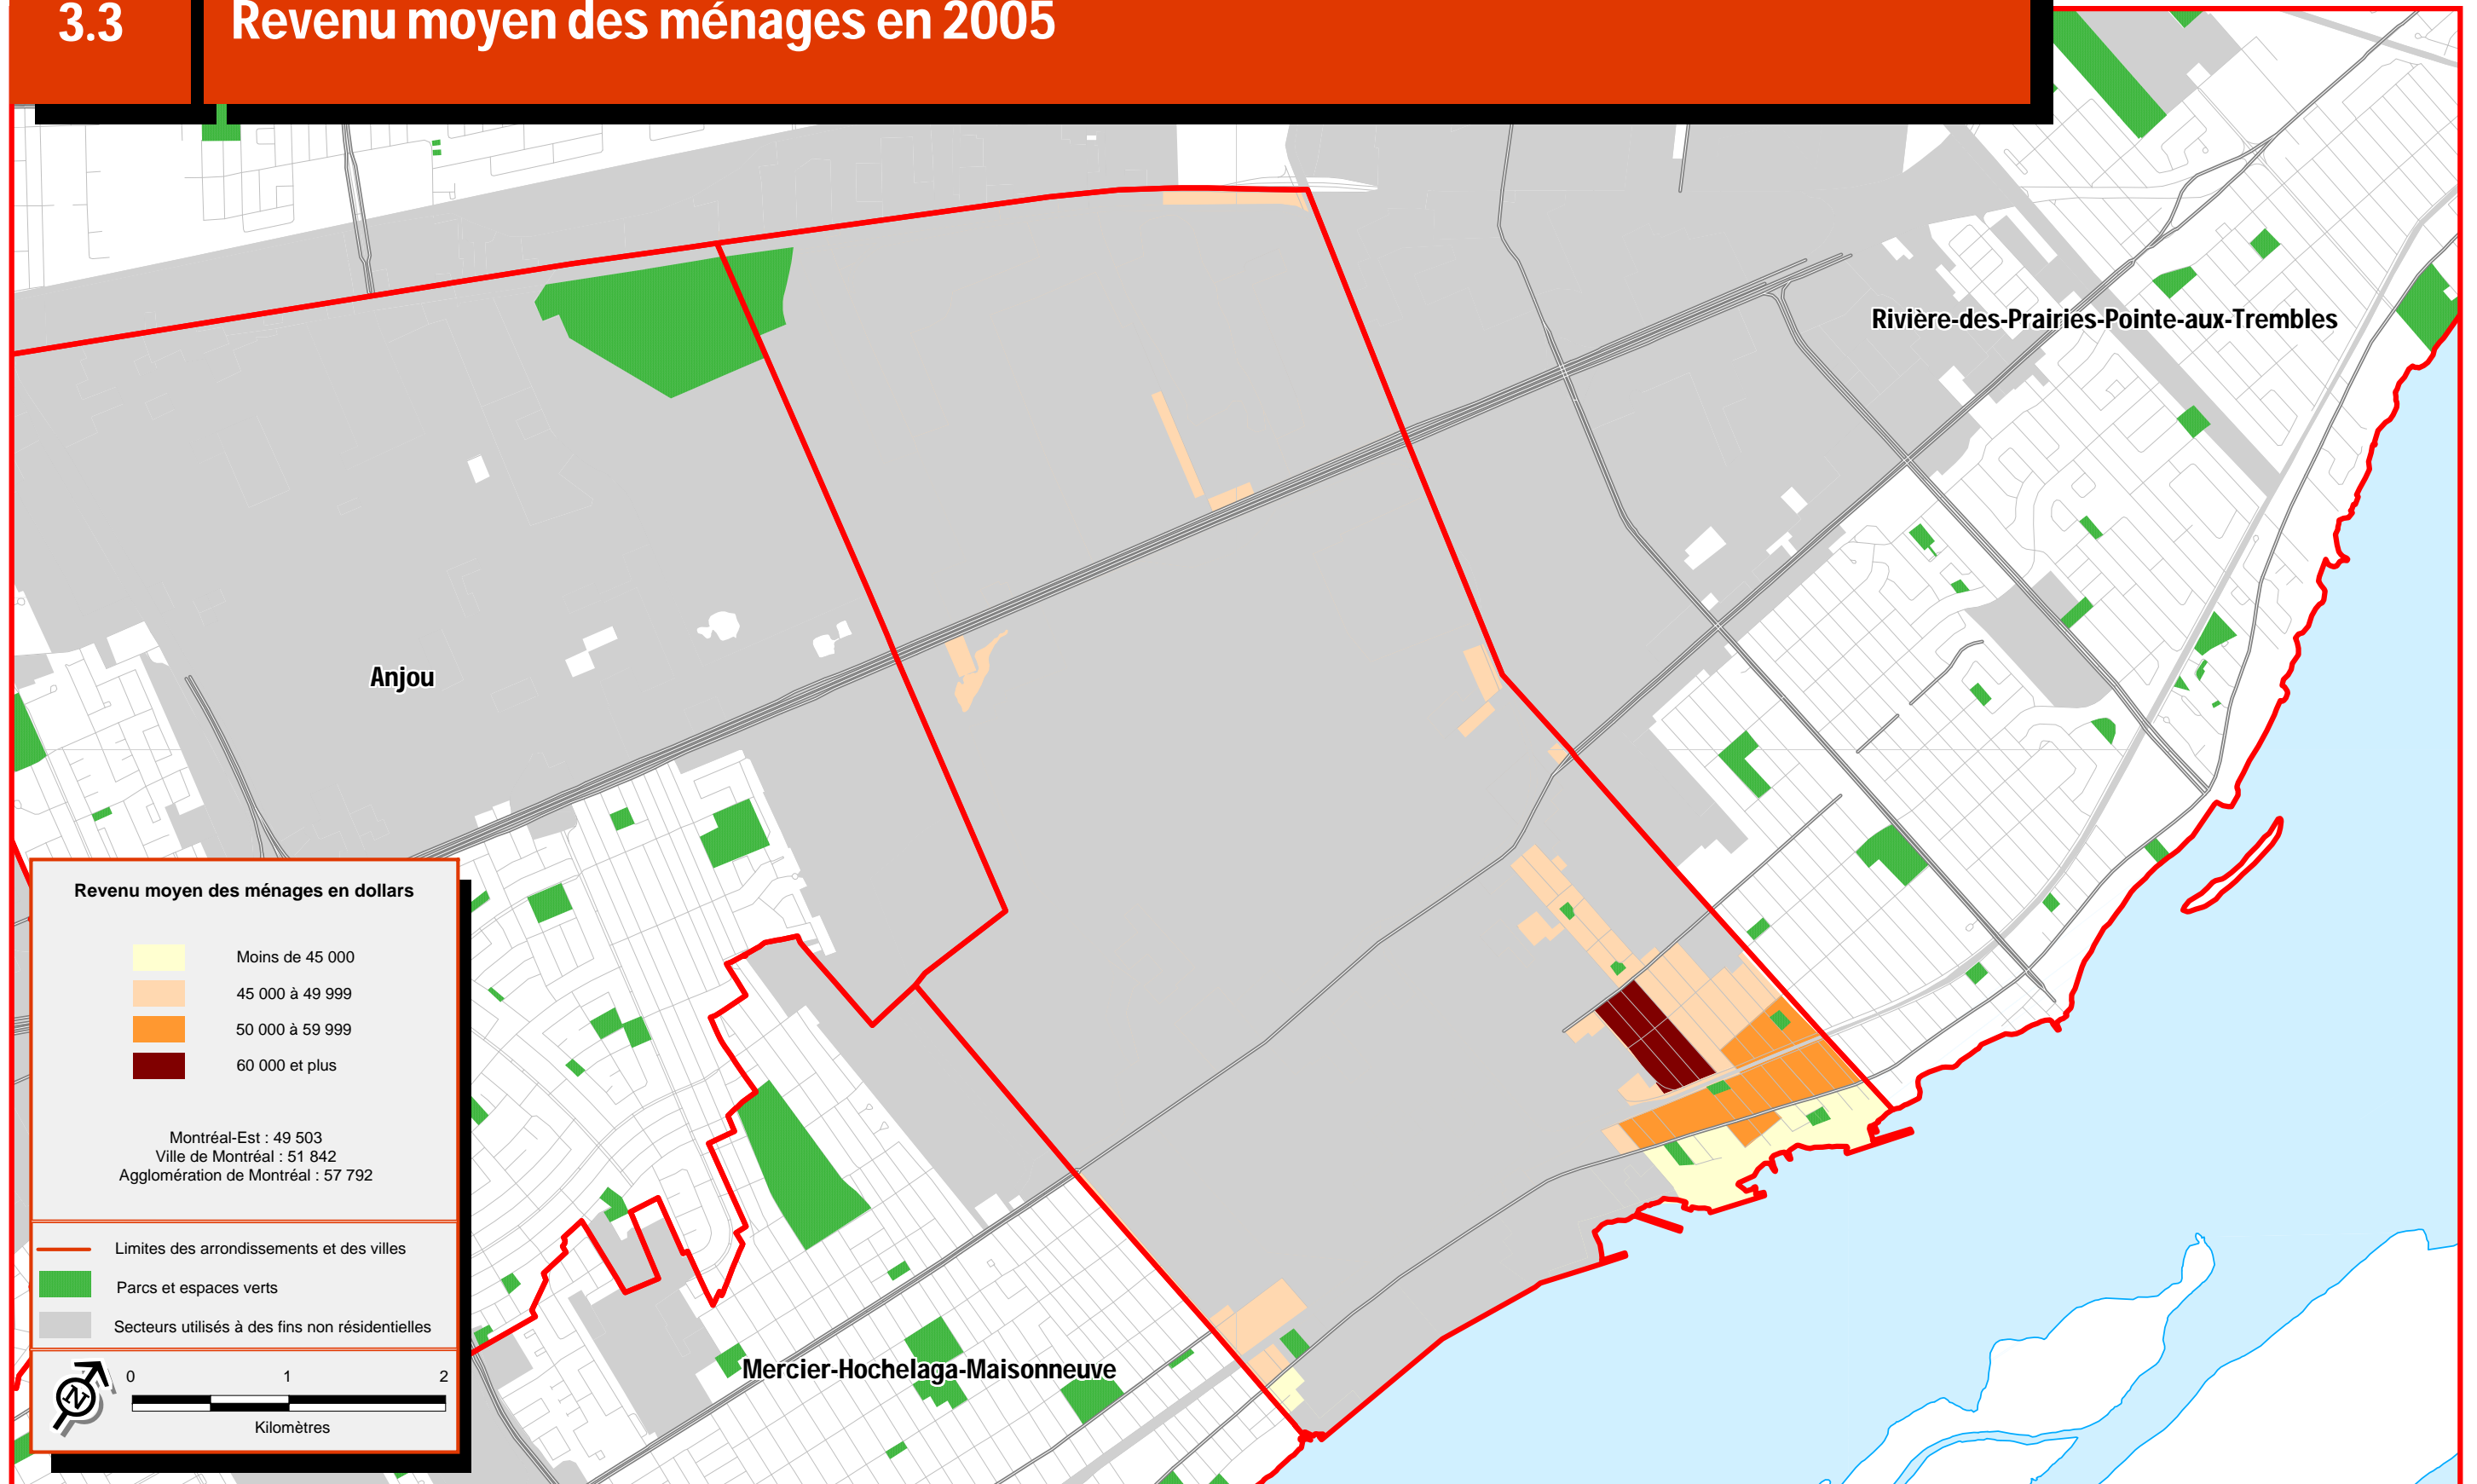 3.3
Revenu moyen des ménages en 2005
Rivière-des-Prairies-Pointe-aux-Trembles
Anjou
Mercier-Hochelaga-Maisonneuve
Revenu moyen des ménages en dollars
Moins de 45 000
45 000 à 49 999
50 000 à 59 999
60 000 et plus
Montréal-Est : 49 503
Ville de Montréal : 51 842
Agglomération de Montréal : 57 792
Limites des arrondissements et des villes
Parcs et espaces verts
Secteurs utilisés à des fins non résidentielles
N
0 1 2
Kilomètres